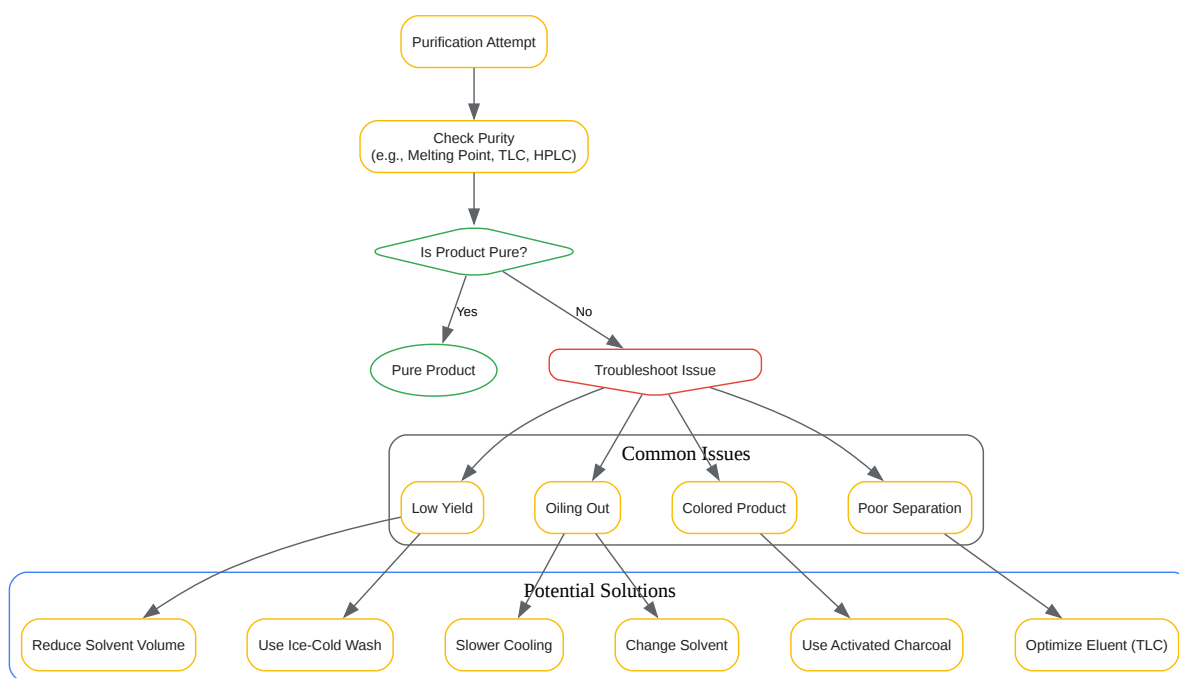 Purification Attempt
Check Purity
(e.g., Melting Point, TLC, HPLC)
Is Product Pure?
Yes
No
Pure Product
Troubleshoot Issue
Common Issues
Low Yield
Oiling Out
Colored Product
Poor Separation
Potential Solutions
Reduce Solvent Volume
Use Ice-Cold Wash
Slower Cooling
Change Solvent
Use Activated Charcoal
Optimize Eluent (TLC)